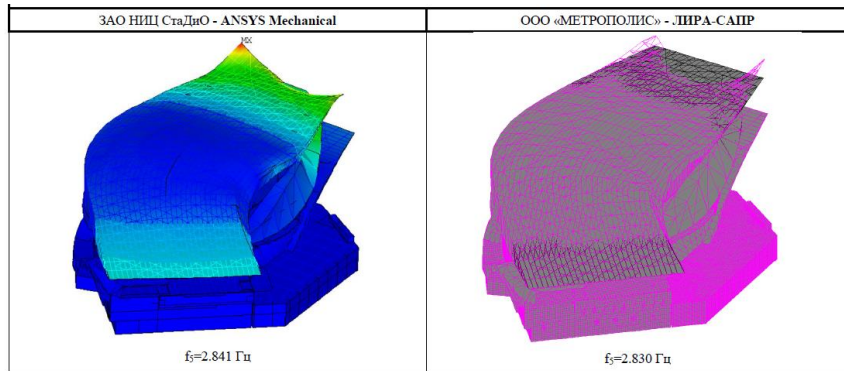 ЗАО НИЦ СтаДиО - ANSYS Mechanical
ООО «МЕТРОПОЛИС» - ЛИРА-САПР
MX
f5=2.841 Гц
f5=2.830 Гц